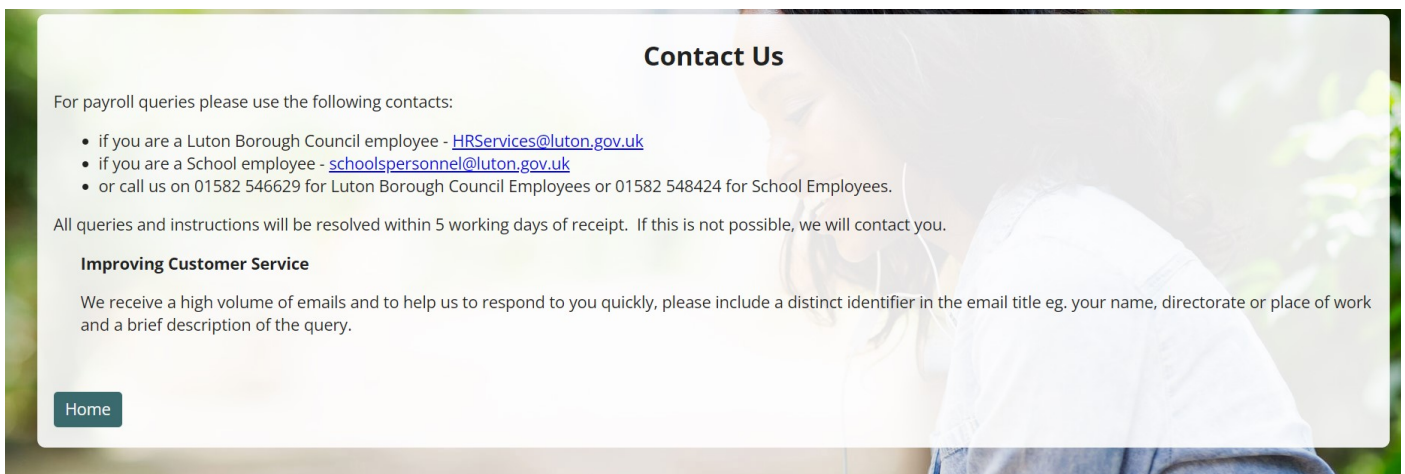 Contact Us
For payroll queries please use the following contacts:
• if you are a Luton Borough Council employee - HRServices@luton.gov.uk
• if you are a School employee - schoolspersonnel@luton.gov.uk
• or call us on 01582 546629 for Luton Borough Council Employees or 01582 548424 for School Employees.
All queries and instructions will be resolved within 5 working days of receipt.  If this is not possible, we will contact you.
Improving Customer Service
We receive a high volume of emails and to help us to respond to you quickly, please include a distinct identifier in the email title eg. your name, directorate or place of work
and a brief description of the query.
Home